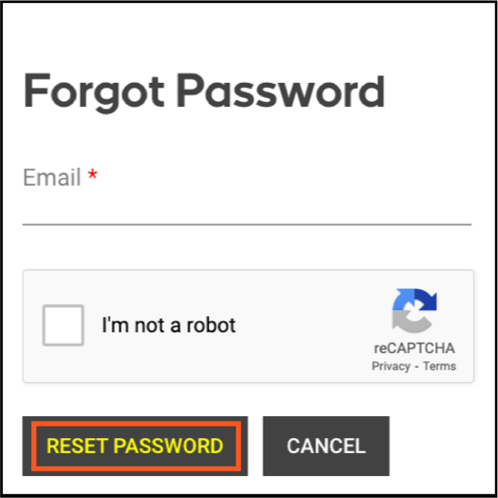 Forgot Password
Email *
I'm not a robot
reCAPTCHA
Privacy - Terms
RESET PASSWORD
CANCEL